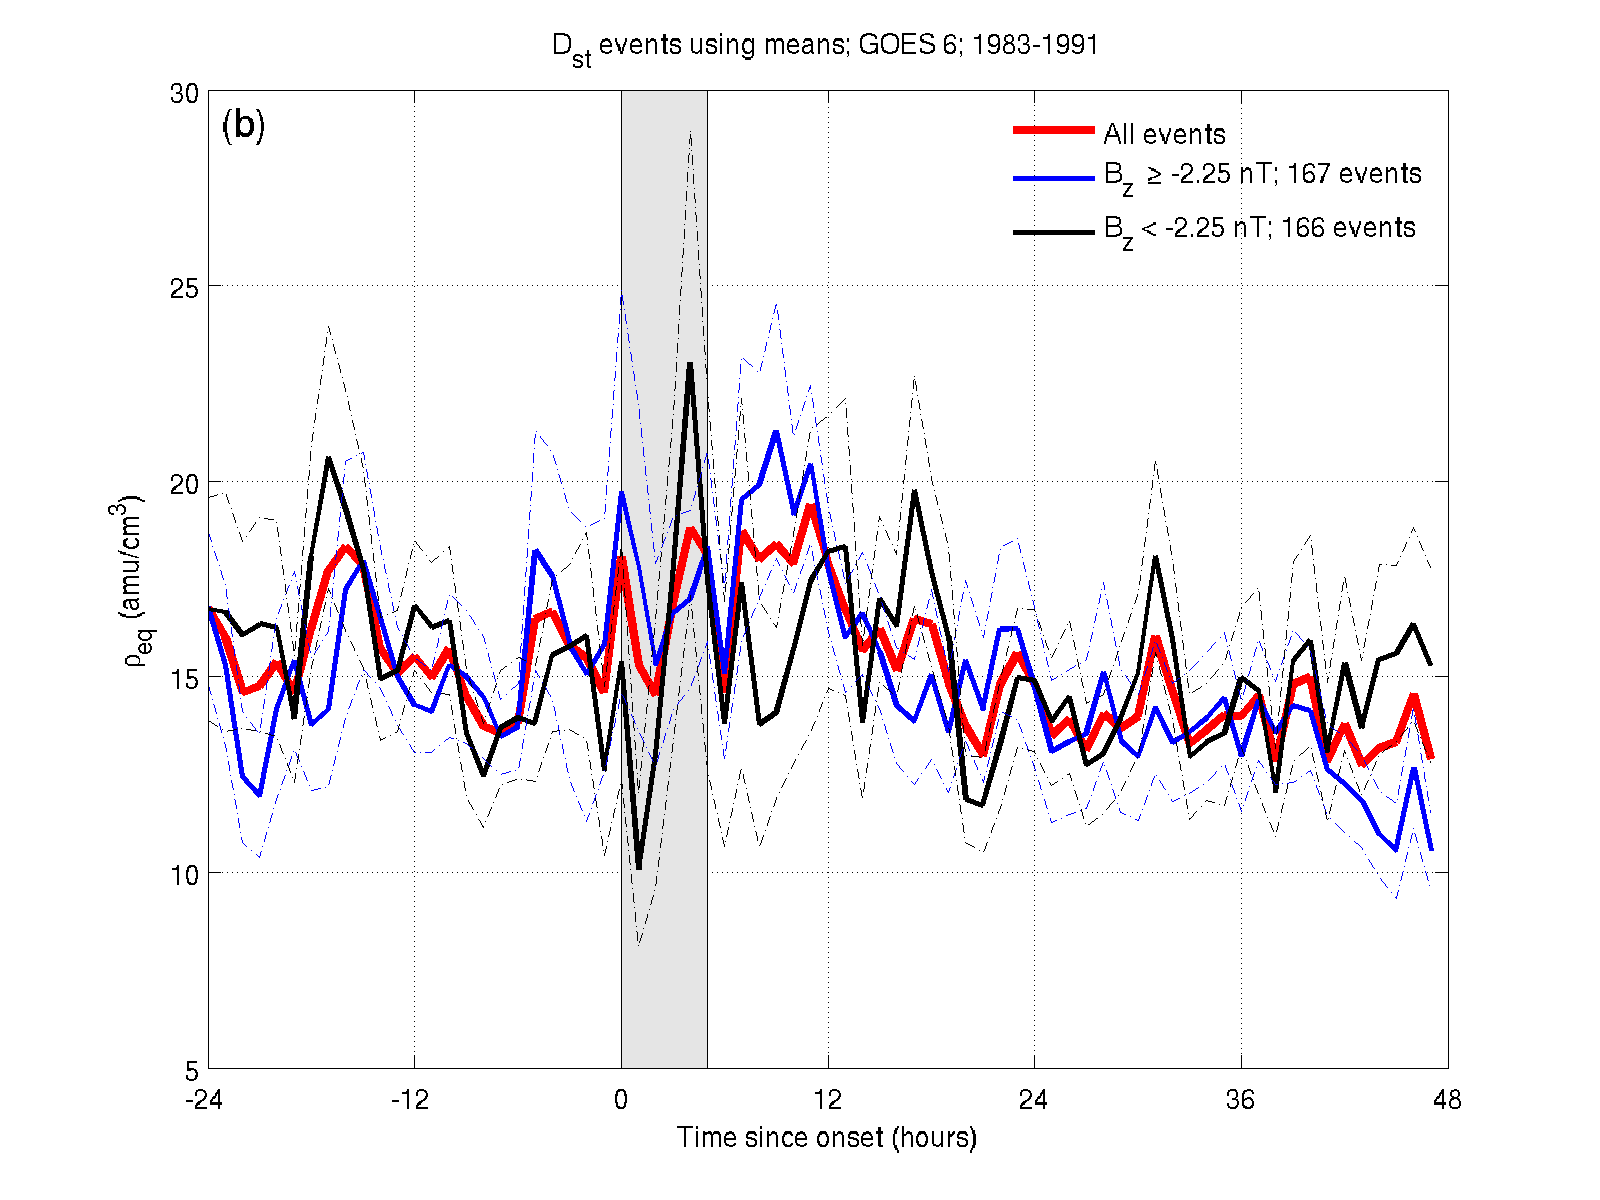 D_st events using means; GOES 6; 1983-1991
(b)
All events
B_z ≥ -2.25 nT; 167 events
B_z < -2.25 nT; 166 events
30
25
20
15
10
5
ρ_eq (amu/cm³)
-24 -12 0 12 24 36 48
Time since onset (hours)